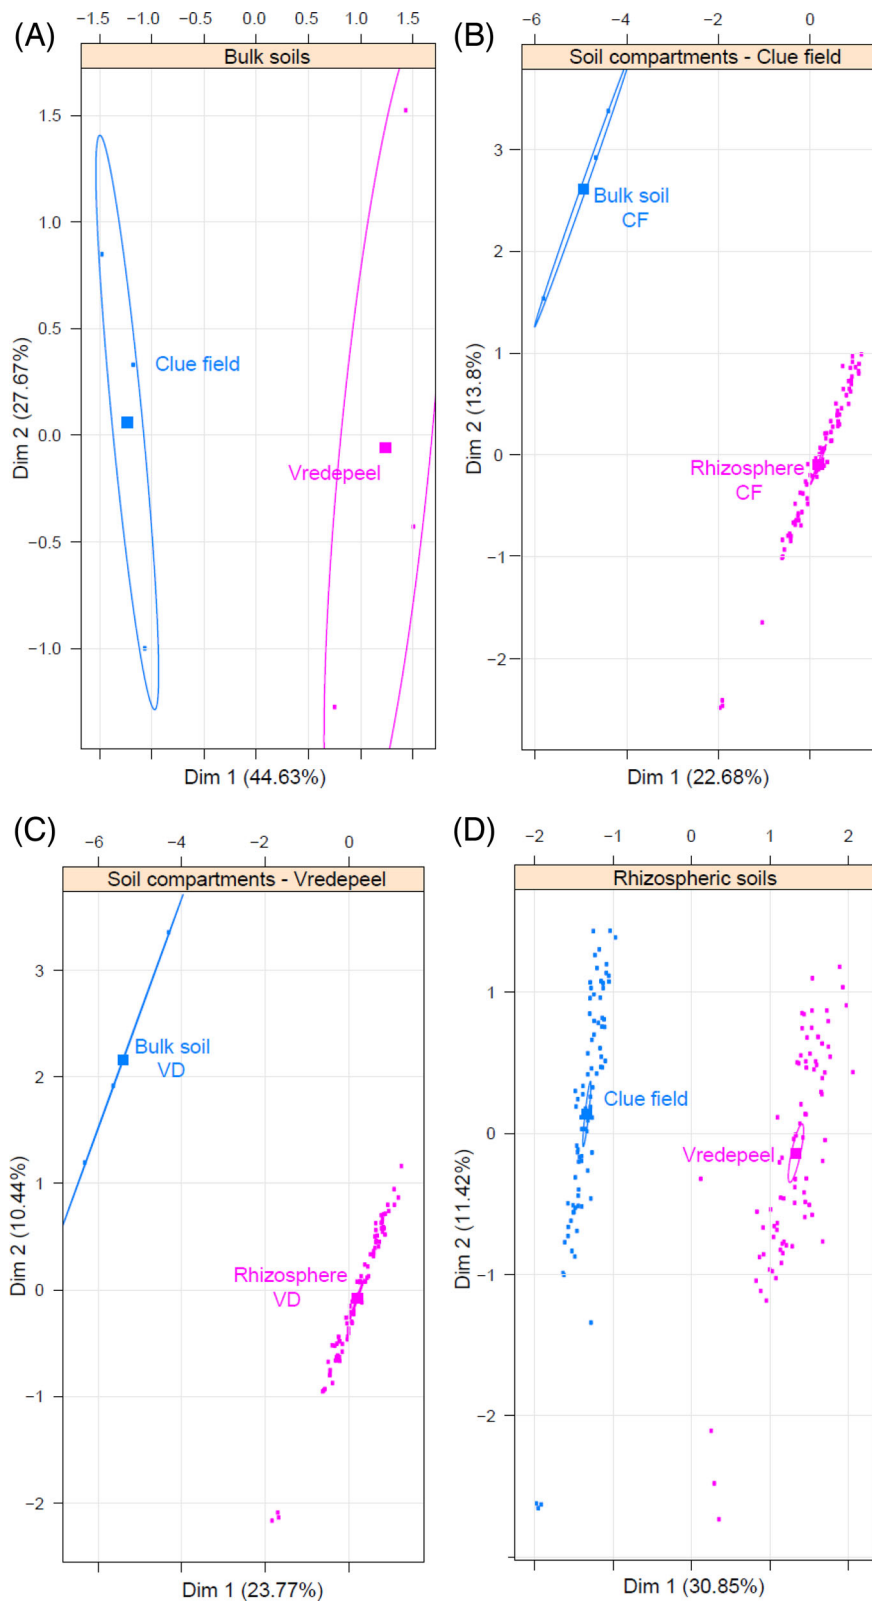 (A)
−1.5 −1.0 −0.5 0.0 0.5 1.0 1.5
Bulk soils
1.5
1.0
0.5
0.0
−0.5
−1.0
Dim 2 (27.67%)
Clue field
Vredepeel
Dim 1 (44.63%)
(B)
−6 −4 −2 0
Soil compartments - Clue field
3
2
1
0
−1
−2
Dim 2 (13.8%)
Bulk soil
CF
Rhizosphere
CF
Dim 1 (22.68%)
(C)
−6 −4 −2 0
Soil compartments - Vredepeel
3
2
1
0
−1
−2
Dim 2 (10.44%)
Bulk soil
VD
Rhizosphere
VD
Dim 1 (23.77%)
(D)
−2 −1 0 1 2
Rhizospheric soils
1
0
−1
−2
Dim 2 (11.42%)
Clue field
Vredepeel
Dim 1 (30.85%)